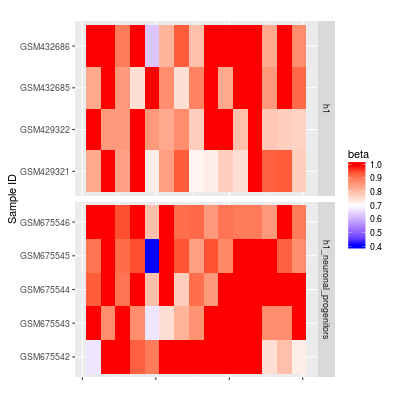 GSM432686
GSM432685
GSM429322
GSM429321
h1
GSM675546
GSM675545
GSM675544
GSM675543
GSM675542
h1_neuronal_progenitors
Sample ID
beta
1.0
0.9
0.8
0.7
0.6
0.5
0.4